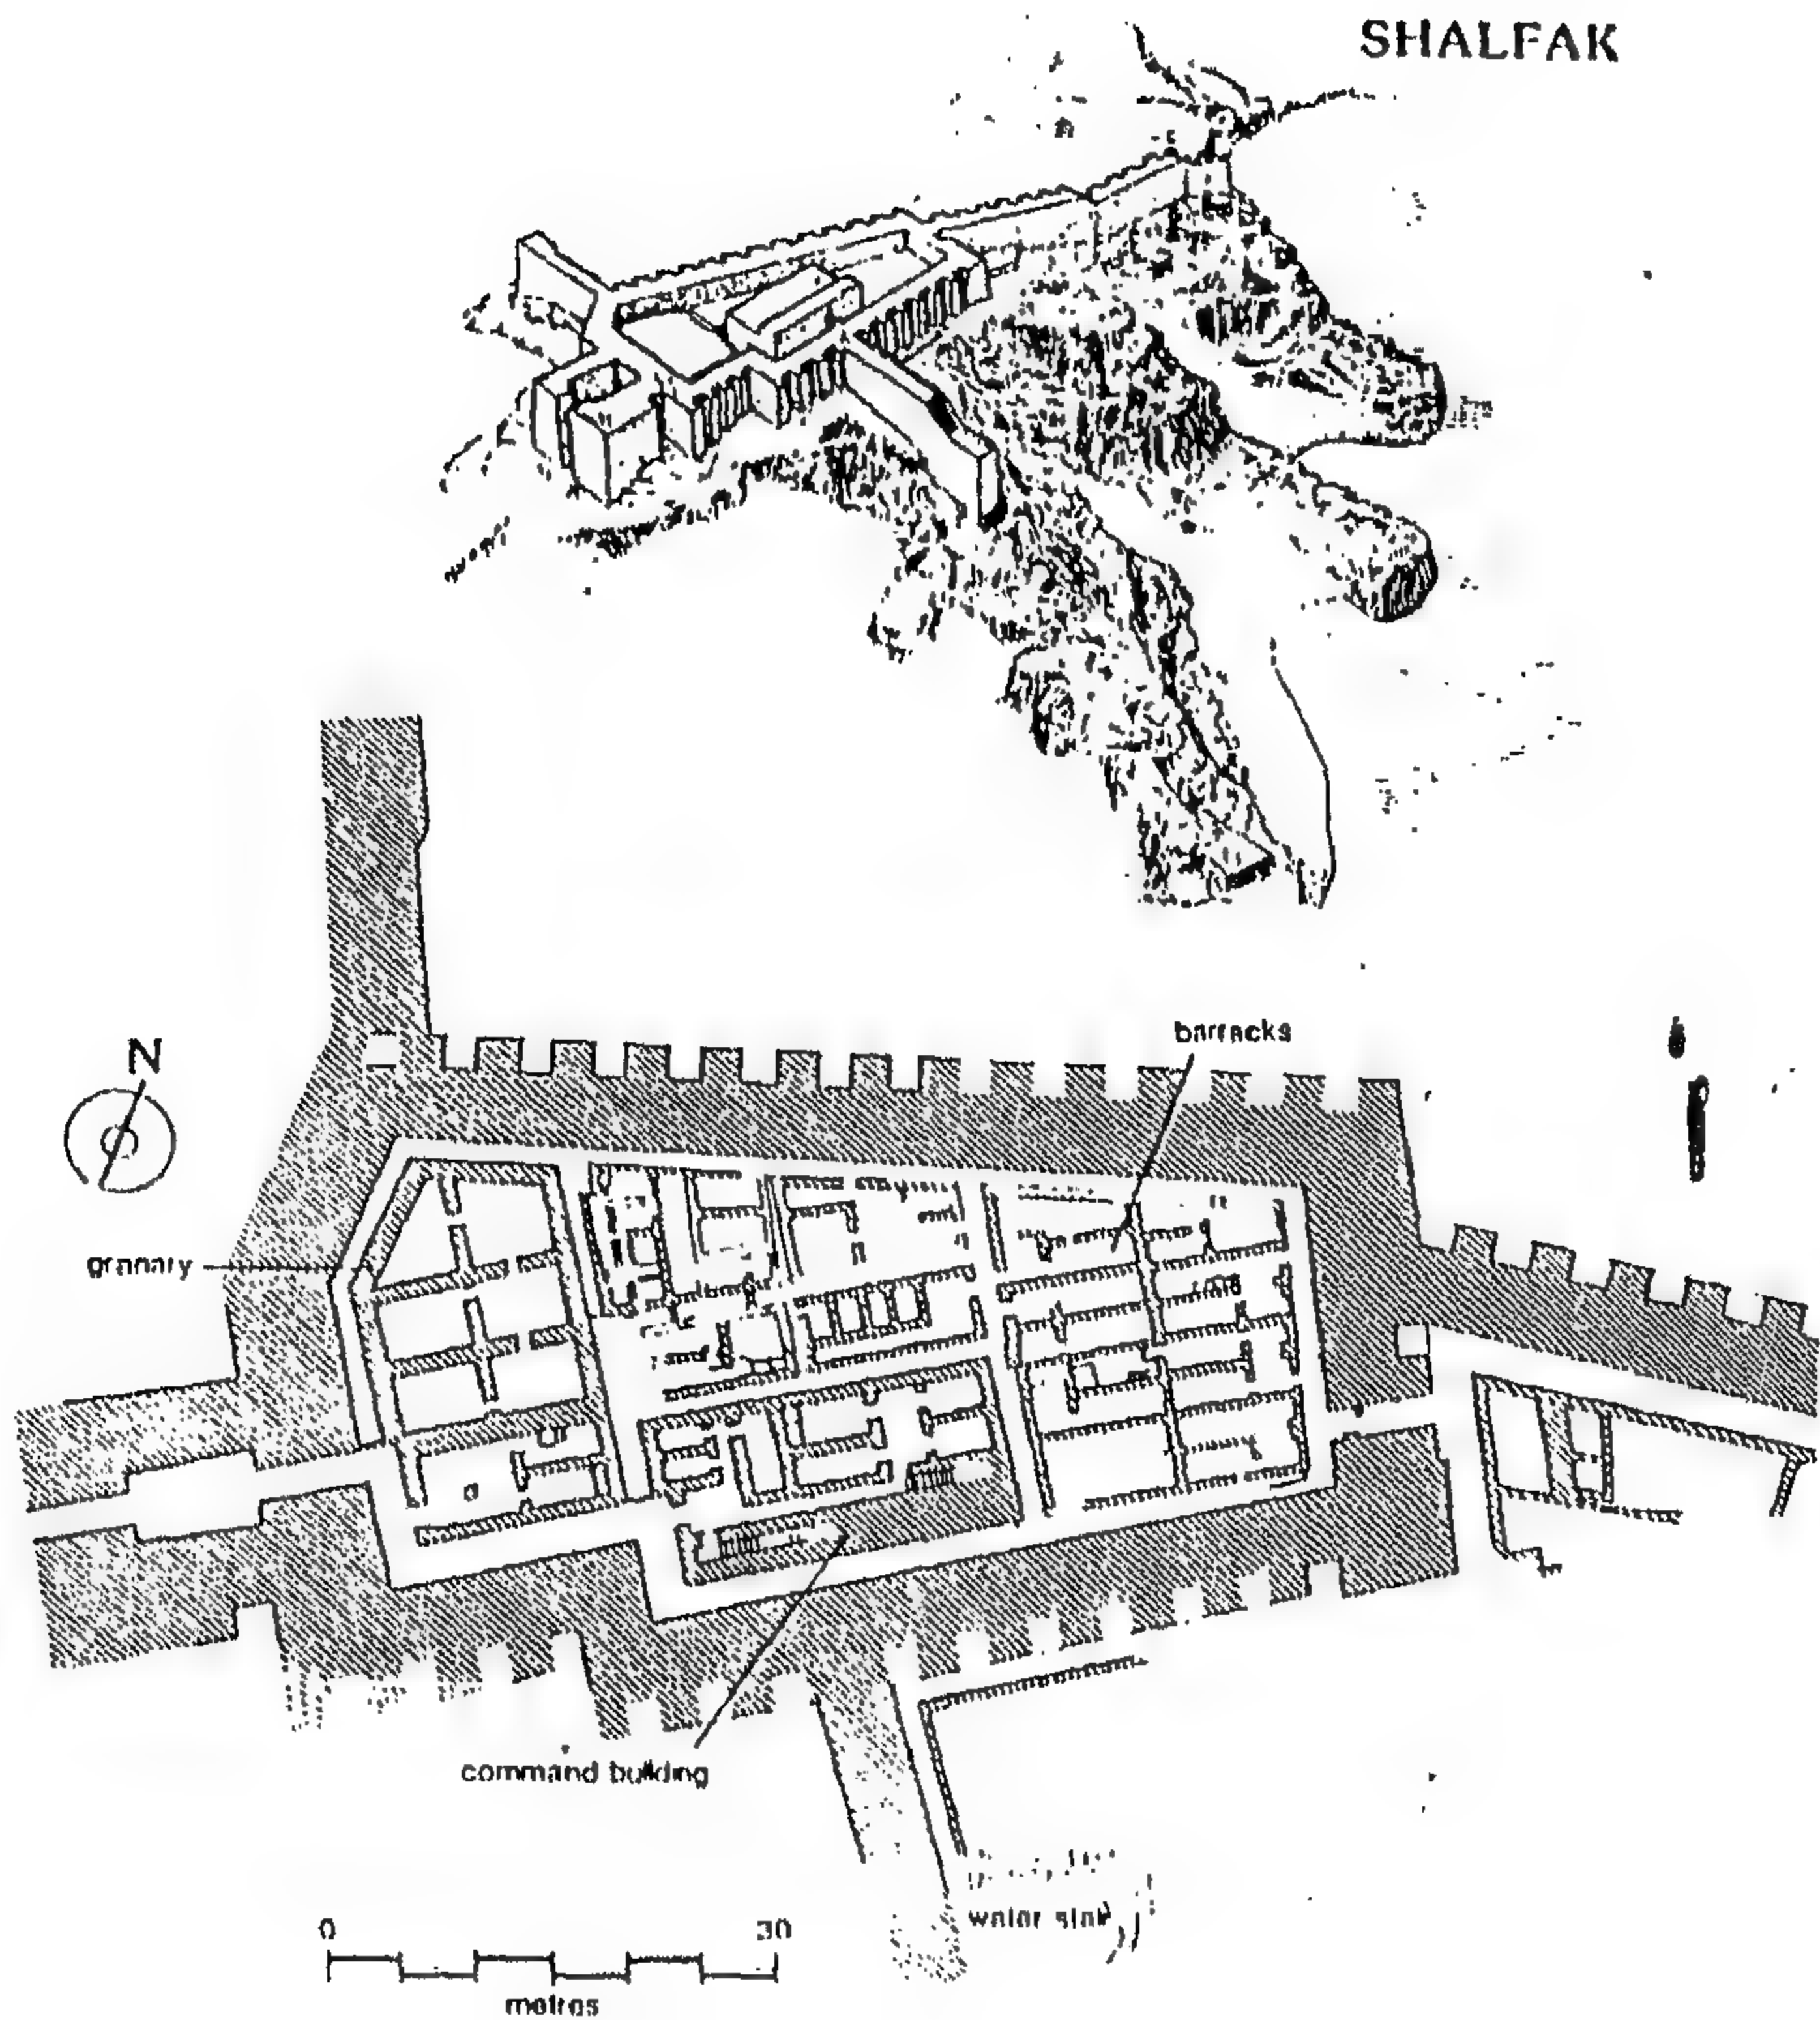 SHALFAK
N
barracks
granary
command building
water stair
0 30
metres